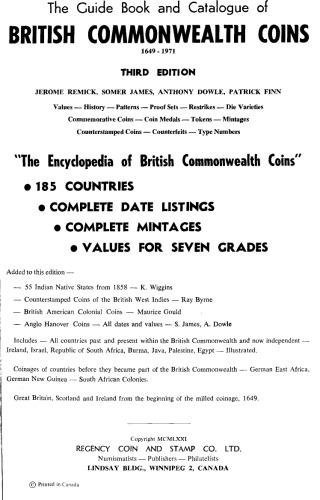 The Guide Book and Catalogue of
BRITISH COMMONWEALTH COINS
1649 - 1971
THIRD EDITION
JEROME REMICK, SOMER JAMES, ANTHONY DOWLE, PATRICK FINN
Values — History — Patterns — Proof Sets — Restrikes — Die Varieties
Commemorative Coins — Coin Medals — Tokens — Mintages
Counterstamped Coins — Counterfeits — Type Numbers
"The Encyclopedia of British Commonwealth Coins"
• 185 COUNTRIES
• COMPLETE DATE LISTINGS
• COMPLETE MINTAGES
• VALUES FOR SEVEN GRADES
Added to this edition —
— 55 Indian Native States from 1858 — K. Wiggins
— Counterstamped Coins of the British West Indies — Ray Byrne
— British American Colonial Coins — Maurice Gould
— Anglo Hanover Coins — All dates and values — S. James, A. Dowle
Includes — All countries past and present within the British Commonwealth and now independent —
Ireland, Israel, Republic of South Africa, Burma, Java, Palestine, Egypt — Illustrated.
Coinages of countries before they became part of the British Commonwealth — German East Africa,
German New Guinea — South African Colonies.
Great Britain, Scotland and Ireland from the beginning of the milled coinage, 1649.
Copyright MCMLXXI
REGENCY COIN AND STAMP CO. LTD.
Numismatists — Publishers — Philatelists
LINDSAY BLDG., WINNIPEG 2, CANADA
© Printed in Canada